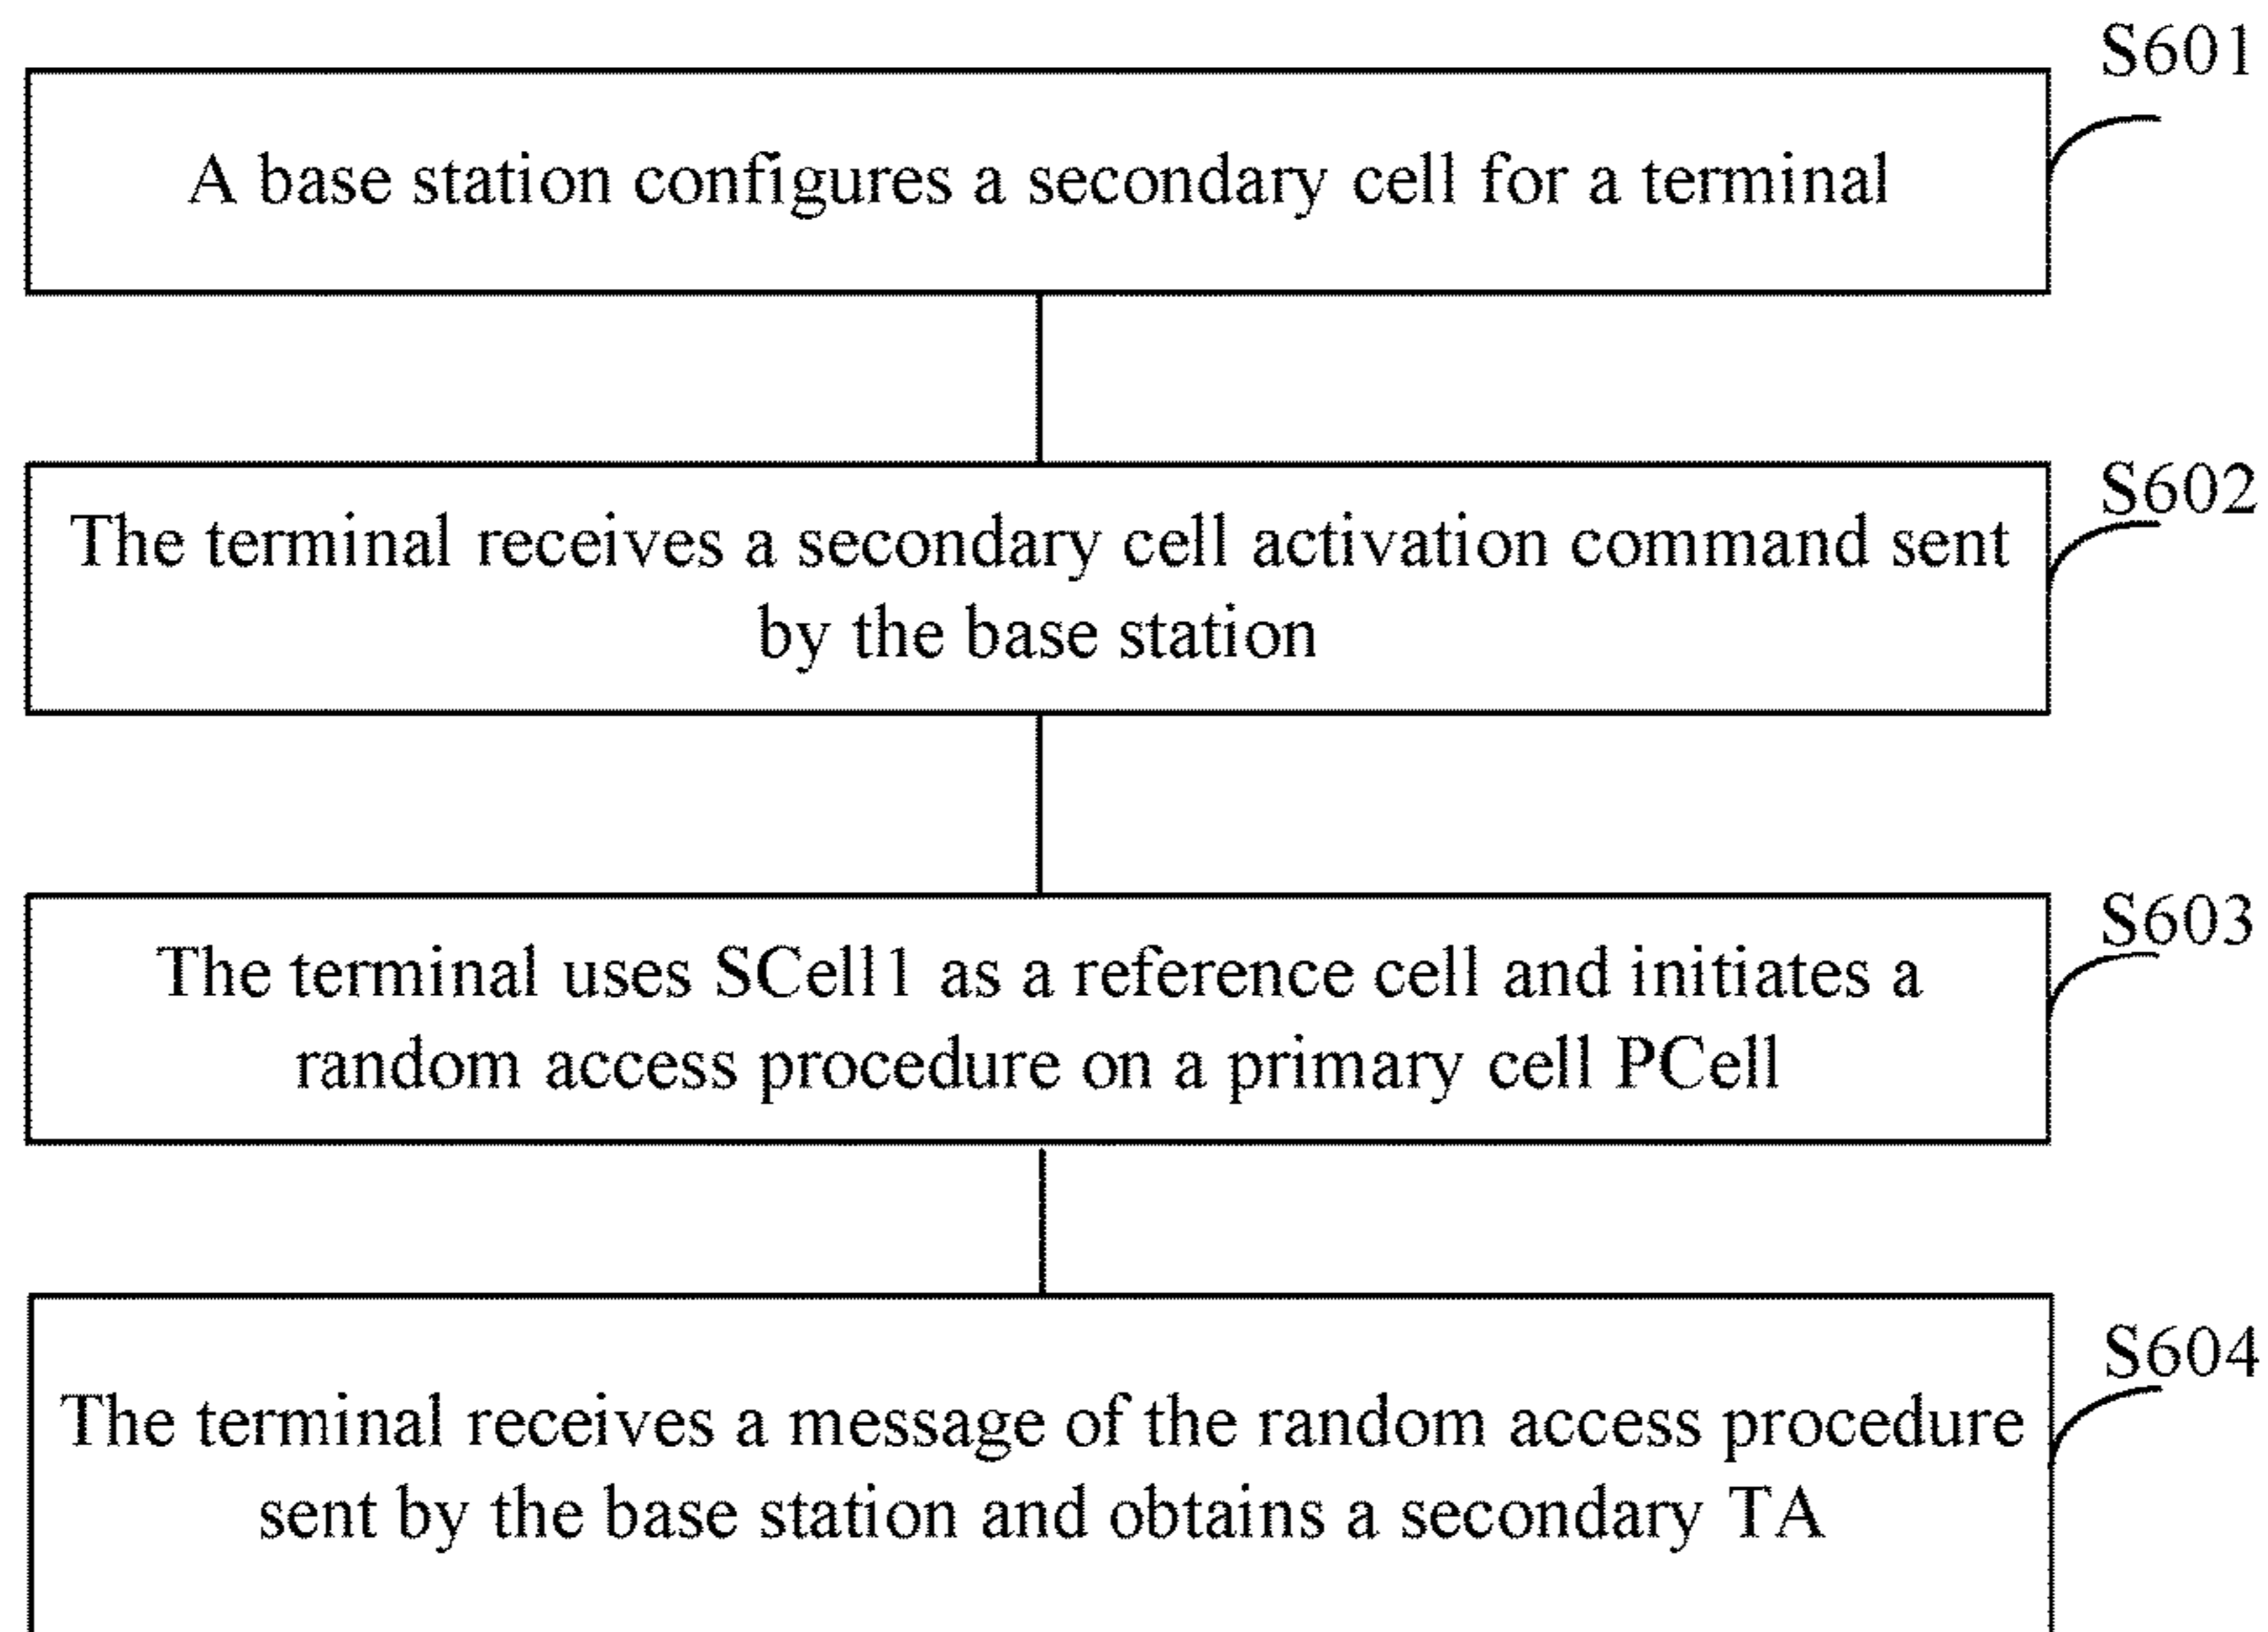 S601
A base station configures a secondary cell for a terminal
S602
The terminal receives a secondary cell activation command sent
by the base station
S603
The terminal uses SCell1 as a reference cell and initiates a
random access procedure on a primary cell PCell
S604
The terminal receives a message of the random access procedure
sent by the base station and obtains a secondary TA